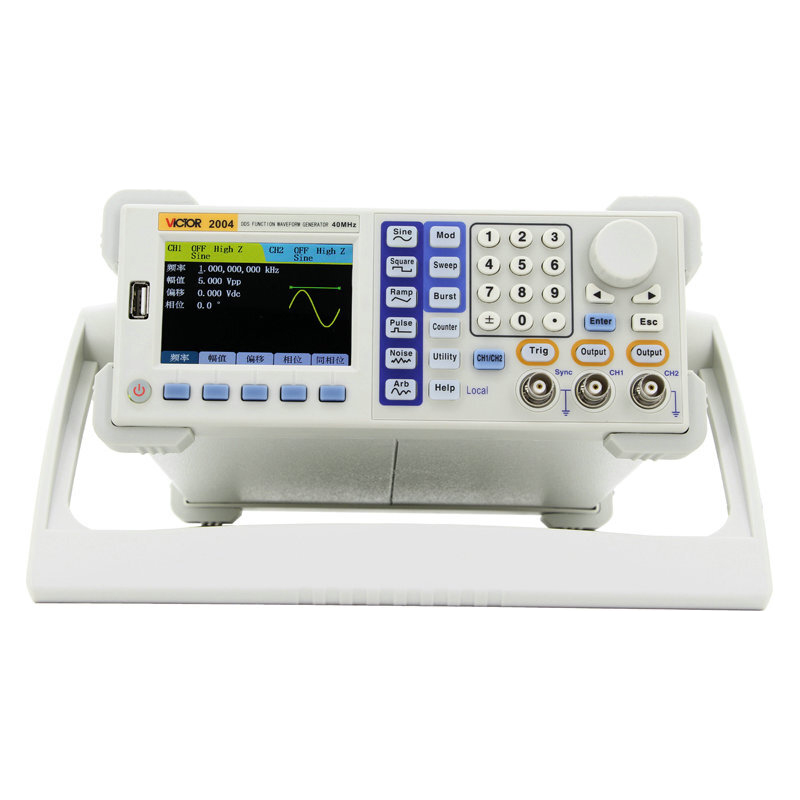 VICTOR 2004 DDS FUNCTION WAVEFORM GENERATOR 40MHz
CH1 OFF High Z
Sine
CH2 OFF High Z
Sine
频率 1.000,000,000 kHz
幅值 5.000 Vpp
偏移 0.000 Vdc
相位 0.0 °
频率 幅值 偏移 相位 同相位
Sine
Square
Ramp
Pulse
Noise
Arb
Mod
Sweep
Burst
Counter
Utility
Help
Local
1 2 3
4 5 6
7 8 9
± 0 .
◀ ▶
Enter Esc
CH1/CH2 Trig Output Output
Sync CH1 CH2